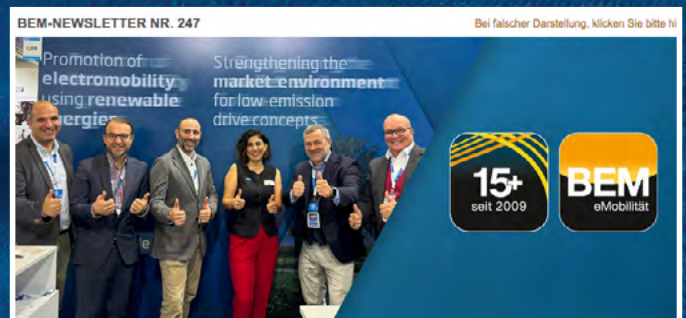 BEM-NEWSLETTER NR. 247
Bei falscher Darstellung, klicken Sie bitte hi
Promotion of
electromobility
using renewable
ergies
Strengthening the
market environment
for low-emission
drive concepts
15+
seit 2009
BEM
eMobilität